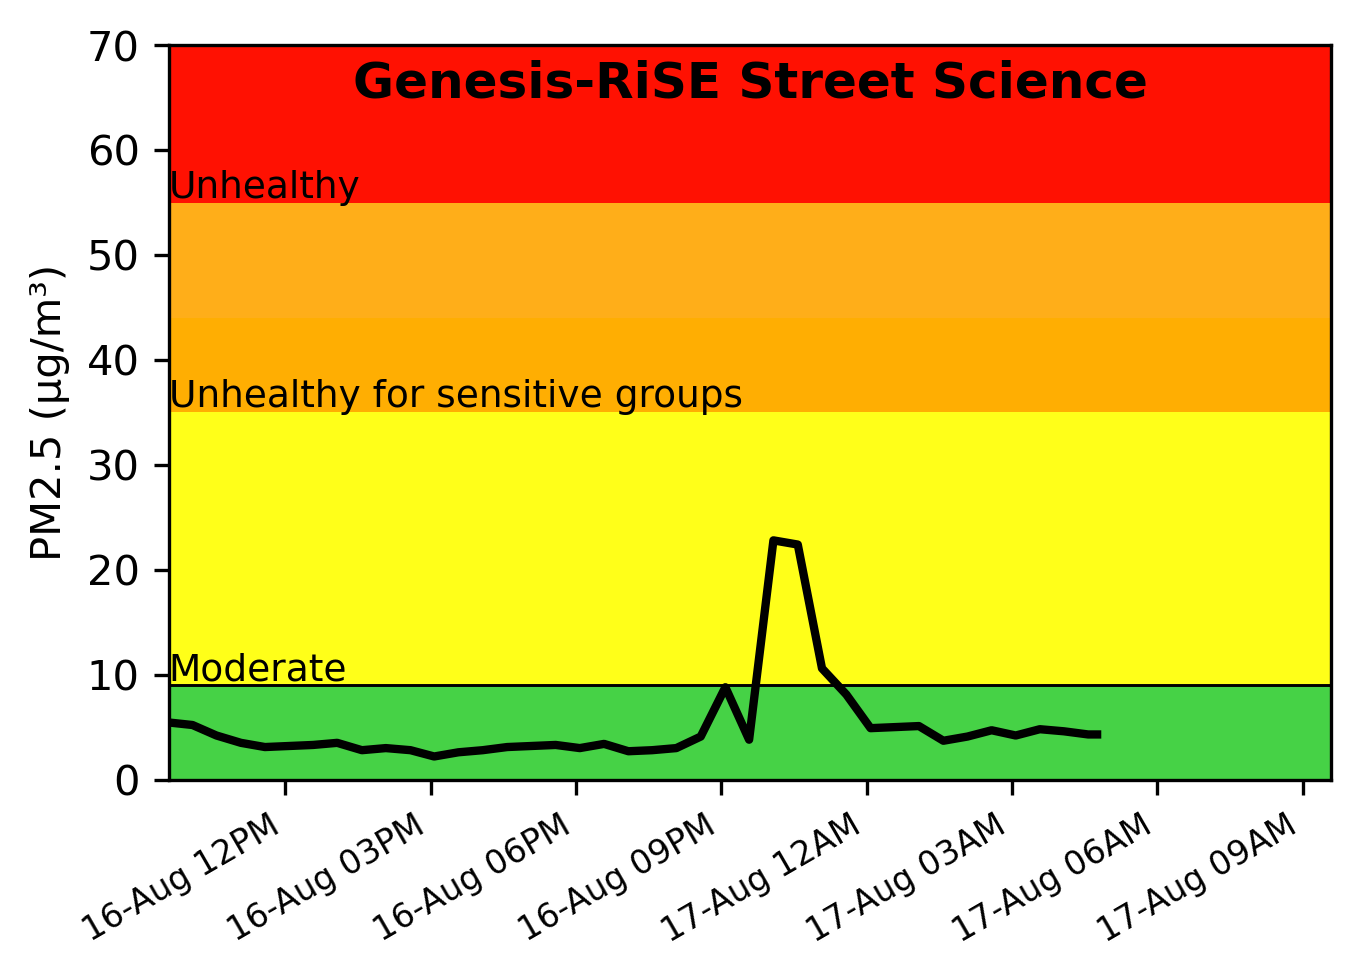 Genesis-RiSE Street Science
70
60
50
40
30
20
10
0
PM2.5 (µg/m³)
Unhealthy
Unhealthy for sensitive groups
Moderate
16-Aug 12PM
16-Aug 03PM
16-Aug 06PM
16-Aug 09PM
17-Aug 12AM
17-Aug 03AM
17-Aug 06AM
17-Aug 09AM